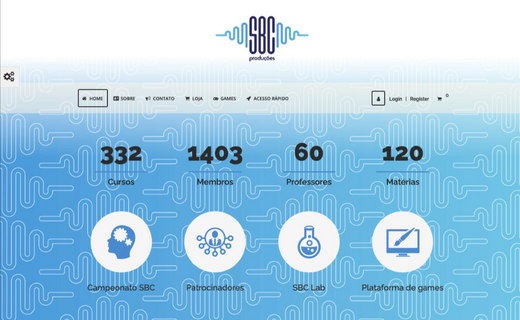 SBC
produções
HOME SOBRE CONTATO LOJA GAMES ACESSO RÁPIDO Login | Register 0
332 1403 60 120
Cursos Membros Professores Matérias
Campeonato SBC Patrocinadores SBC Lab Plataforma de games